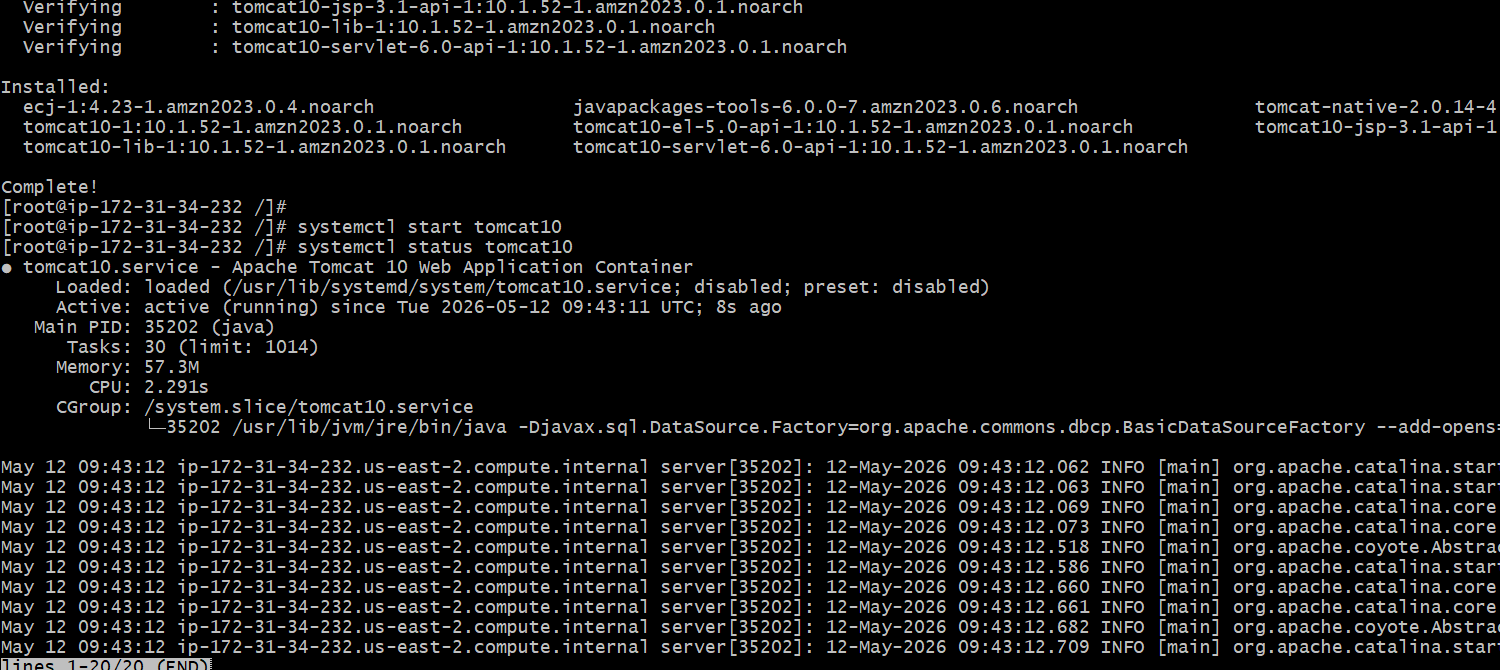 Verifying        : tomcat10-jsp-3.1-api-1:10.1.52-1.amzn2023.0.1.noarch
  Verifying        : tomcat10-lib-1:10.1.52-1.amzn2023.0.1.noarch
  Verifying        : tomcat10-servlet-6.0-api-1:10.1.52-1.amzn2023.0.1.noarch
Installed:
  ecj-1:4.23-1.amzn2023.0.4.noarch                  javapackages-tools-6.0.0-7.amzn2023.0.6.noarch                tomcat-native-2.0.14-4
  tomcat10-1:10.1.52-1.amzn2023.0.1.noarch          tomcat10-el-5.0-api-1:10.1.52-1.amzn2023.0.1.noarch           tomcat10-jsp-3.1-api-1
  tomcat10-lib-1:10.1.52-1.amzn2023.0.1.noarch      tomcat10-servlet-6.0-api-1:10.1.52-1.amzn2023.0.1.noarch
Complete!
[root@ip-172-31-34-232 /]#
[root@ip-172-31-34-232 /]# systemctl start tomcat10
[root@ip-172-31-34-232 /]# systemctl status tomcat10
● tomcat10.service - Apache Tomcat 10 Web Application Container
     Loaded: loaded (/usr/lib/systemd/system/tomcat10.service; disabled; preset: disabled)
     Active: active (running) since Tue 2026-05-12 09:43:11 UTC; 8s ago
   Main PID: 35202 (java)
      Tasks: 30 (limit: 1014)
     Memory: 57.3M
        CPU: 2.291s
     CGroup: /system.slice/tomcat10.service
             └─35202 /usr/lib/jvm/jre/bin/java -Djavax.sql.DataSource.Factory=org.apache.commons.dbcp.BasicDataSourceFactory --add-opens=
May 12 09:43:12 ip-172-31-34-232.us-east-2.compute.internal server[35202]: 12-May-2026 09:43:12.062 INFO [main] org.apache.catalina.star
May 12 09:43:12 ip-172-31-34-232.us-east-2.compute.internal server[35202]: 12-May-2026 09:43:12.063 INFO [main] org.apache.catalina.star
May 12 09:43:12 ip-172-31-34-232.us-east-2.compute.internal server[35202]: 12-May-2026 09:43:12.069 INFO [main] org.apache.catalina.core
May 12 09:43:12 ip-172-31-34-232.us-east-2.compute.internal server[35202]: 12-May-2026 09:43:12.073 INFO [main] org.apache.catalina.core
May 12 09:43:12 ip-172-31-34-232.us-east-2.compute.internal server[35202]: 12-May-2026 09:43:12.518 INFO [main] org.apache.coyote.Abstrac
May 12 09:43:12 ip-172-31-34-232.us-east-2.compute.internal server[35202]: 12-May-2026 09:43:12.586 INFO [main] org.apache.catalina.star
May 12 09:43:12 ip-172-31-34-232.us-east-2.compute.internal server[35202]: 12-May-2026 09:43:12.660 INFO [main] org.apache.catalina.core
May 12 09:43:12 ip-172-31-34-232.us-east-2.compute.internal server[35202]: 12-May-2026 09:43:12.661 INFO [main] org.apache.catalina.core
May 12 09:43:12 ip-172-31-34-232.us-east-2.compute.internal server[35202]: 12-May-2026 09:43:12.682 INFO [main] org.apache.coyote.Abstrac
May 12 09:43:12 ip-172-31-34-232.us-east-2.compute.internal server[35202]: 12-May-2026 09:43:12.709 INFO [main] org.apache.catalina.star
lines 1-20/20 (END)